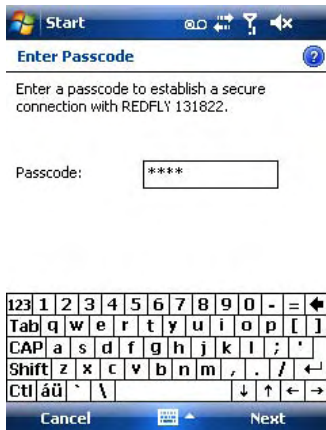 Start
Enter Passcode
Enter a passcode to establish a secure
connection with REDFLY 131822.
Passcode: ****
123 1 2 3 4 5 6 7 8 9 0 - =
Tab q w e r t y u i o p [ ]
CAP a s d f g h j k l ; '
Shift z x c v b n m , . /
Ctl áü ` \
Cancel Next